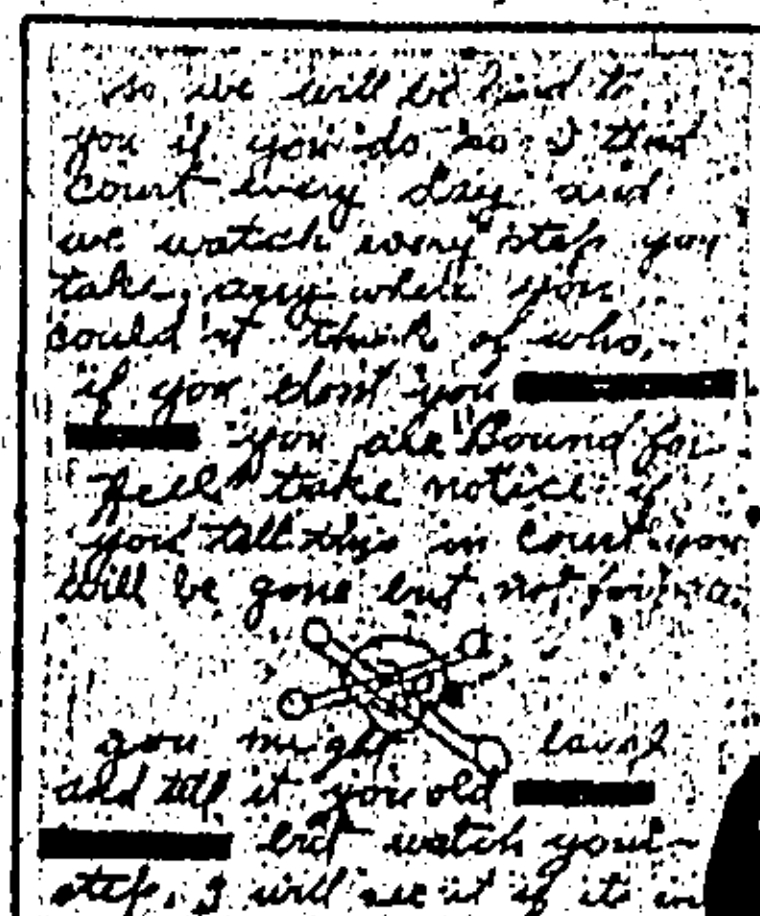 so we will be kind to
you if you do so I tend
court every day and
we watch every step you
take, any where you
could n't think of who,
if you dont you
you are Bound for
Hell" take notice if
you tell this in court you
will be gone but not
you might laugh
and tell it you old
but watch your
step, I will see it if its in